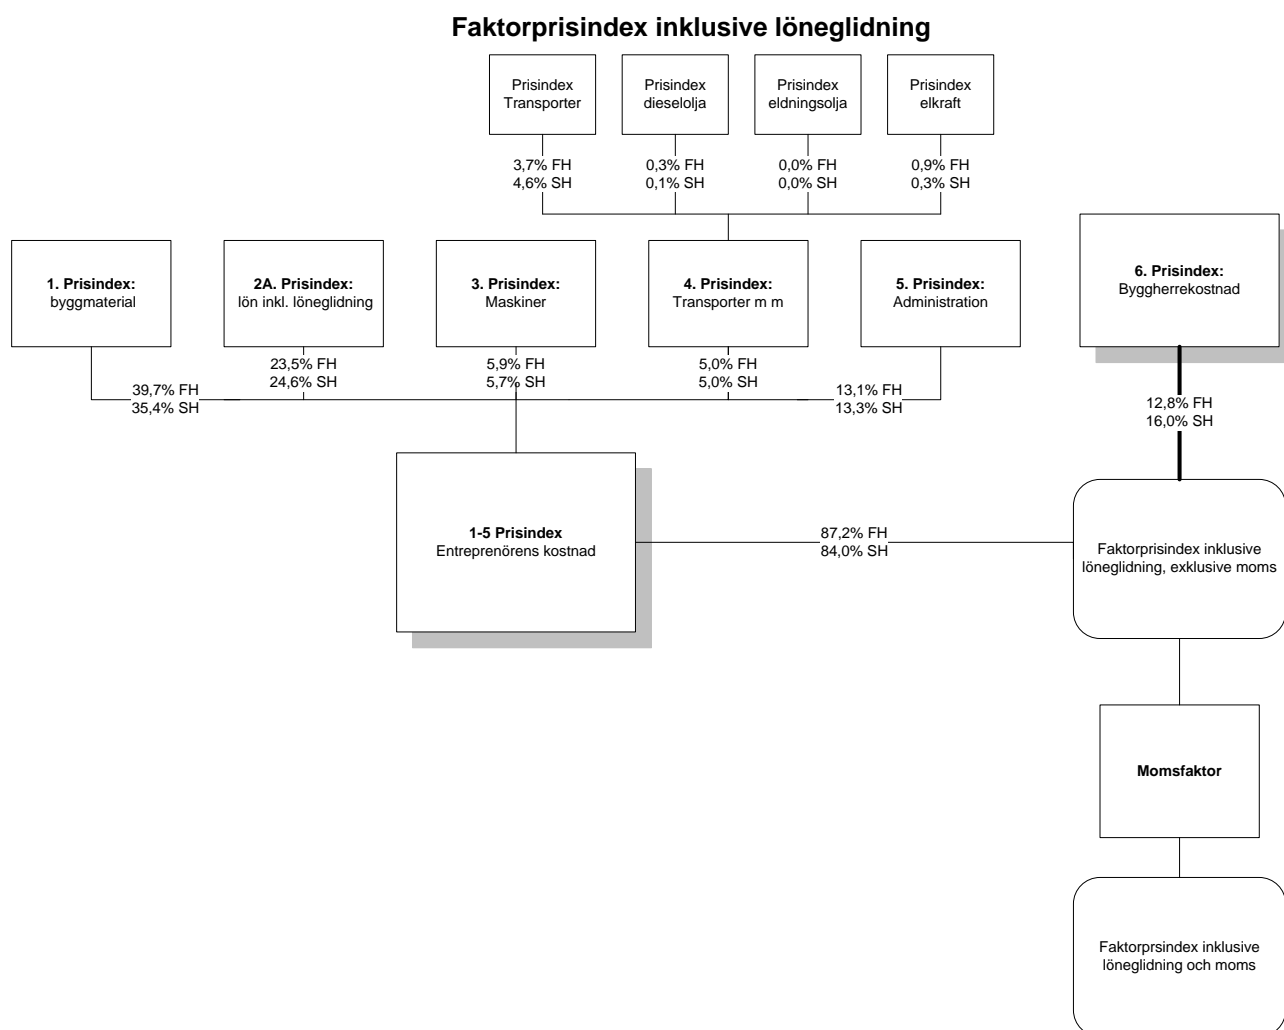 Faktorprisindex inklusive löneglidning
Prisindex
Transporter
Prisindex
dieselolja
Prisindex
eldningsolja
Prisindex
elkraft
3,7% FH
4,6% SH
0,3% FH
0,1% SH
0,0% FH
0,0% SH
0,9% FH
0,3% SH
1. Prisindex:
byggmaterial
2A. Prisindex:
lön inkl. löneglidning
3. Prisindex:
Maskiner
4. Prisindex:
Transporter m m
5. Prisindex:
Administration
6. Prisindex:
Byggherrekostnad
39,7% FH
35,4% SH
23,5% FH
24,6% SH
5,9% FH
5,7% SH
5,0% FH
5,0% SH
13,1% FH
13,3% SH
12,8% FH
16,0% SH
1-5 Prisindex
Entreprenörens kostnad
87,2% FH
84,0% SH
Faktorprisindex inklusive
löneglidning, exklusive moms
Momsfaktor
Faktorprsindex inklusive
löneglidning och moms